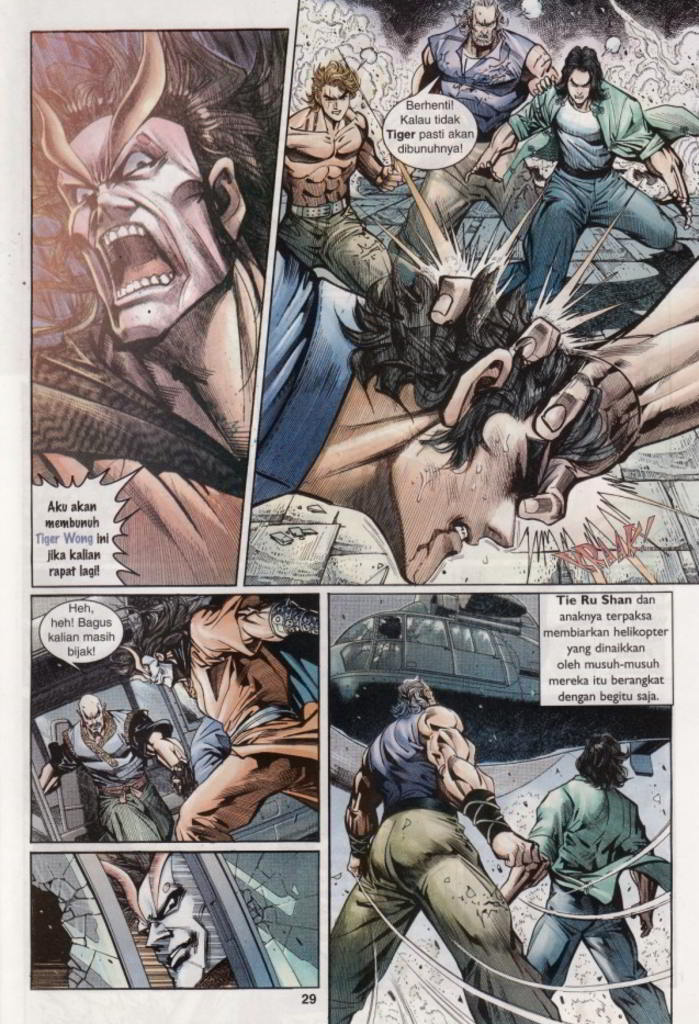 Aku akan
membunuh
Tiger Wong ini
jika kalian
rapat lagi!
Berhenti!
Kalau tidak
Tiger pasti akan
dibunuhnya!
Heh,
heh! Bagus
kalian masih
bijak!
Tie Ru Shan dan
anaknya terpaksa
membiarkan helikopter
yang dinaikkan
oleh musuh-musuh
mereka itu berangkat
dengan begitu saja.
29